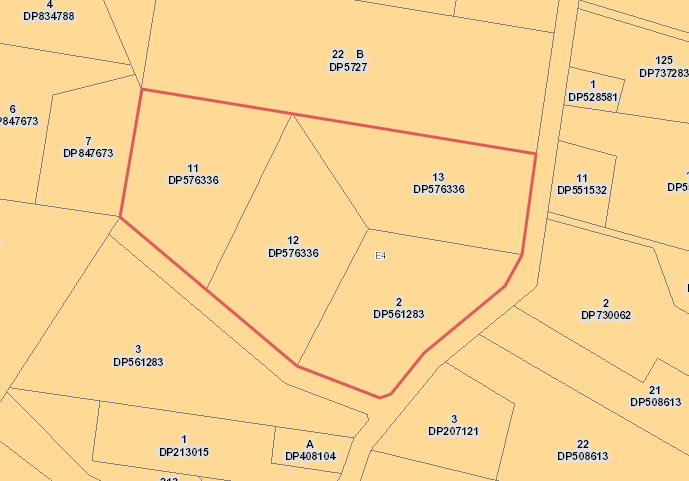 4
DP834788
22 B
DP5727
125
DP737283
1
DP528581
6
P847673
7
DP847673
11
DP576336
13
DP576336
11
DP551532
12
DP576336
E4
2
DP561283
2
DP730062
3
DP561283
21
DP508613
3
DP207121
1
DP213015
A
DP408104
22
DP508613